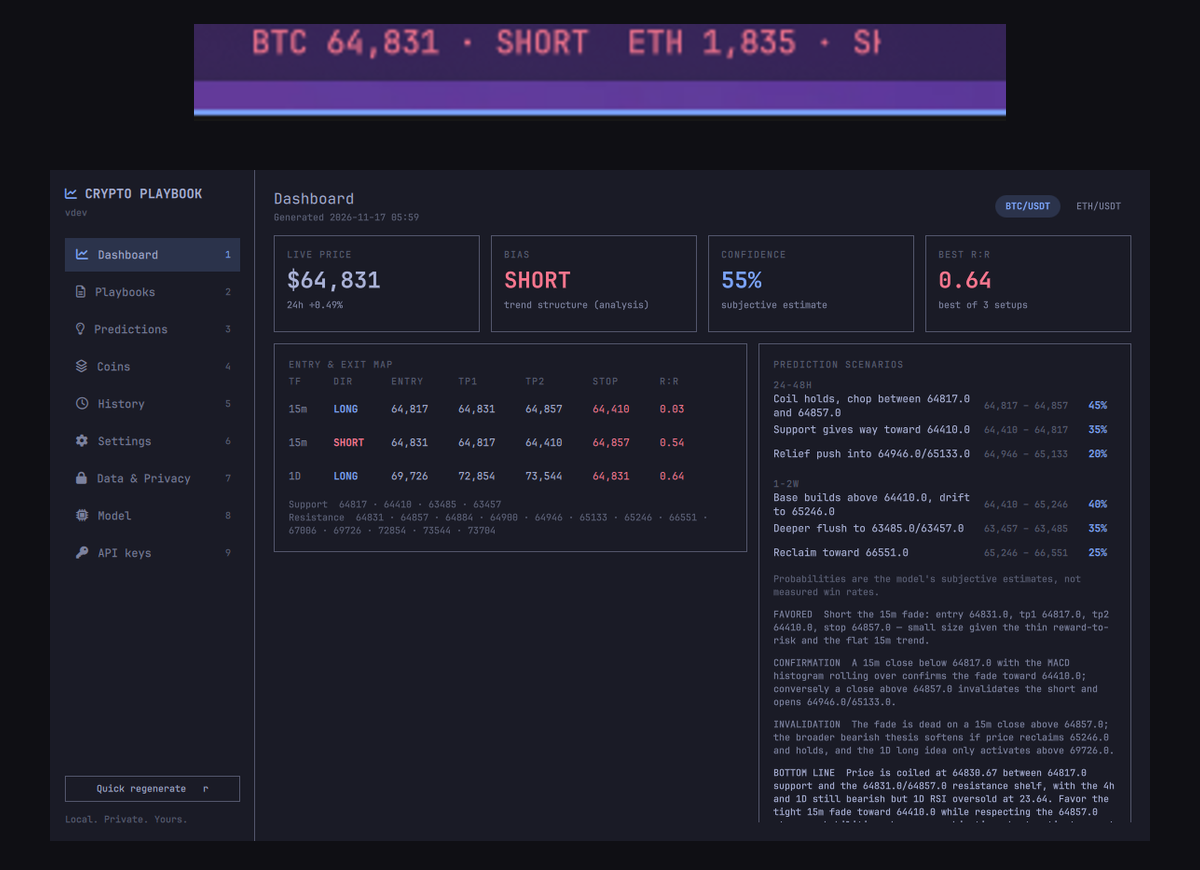 BTC 64,831 · SHORT ETH 1,835 · SH
CRYPTO PLAYBOOK
vdev
Dashboard 1
Playbooks 2
Predictions 3
Coins 4
History 5
Settings 6
Data & Privacy 7
Model 8
API keys 9
Quick regenerate r
Local. Private. Yours.
Dashboard
Generated 2026-11-17 05:59
BTC/USDT ETH/USDT
LIVE PRICE
$64,831
24h +0.49%
BIAS
SHORT
trend structure (analysis)
CONFIDENCE
55%
subjective estimate
BEST R:R
0.64
best of 3 setups
ENTRY & EXIT MAP
TF DIR ENTRY TP1 TP2 STOP R:R
15m LONG 64,817 64,831 64,857 64,410 0.03
15m SHORT 64,831 64,817 64,410 64,857 0.54
1D LONG 69,726 72,854 73,544 64,831 0.64
Support 64817 · 64410 · 63485 · 63457
Resistance 64831 · 64857 · 64884 · 64900 · 64946 · 65133 · 65246 · 66551 ·
67006 · 69726 · 72854 · 73544 · 73704
PREDICTION SCENARIOS
24-48H
Coil holds, chop between 64817.0
and 64857.0 64,817 – 64,857 45%
Support gives way toward 64410.0 64,410 – 64,817 35%
Relief push into 64946.0/65133.0 64,946 – 65,133 20%
1-2W
Base builds above 64410.0, drift
to 65246.0 64,410 – 65,246 40%
Deeper flush to 63485.0/63457.0 63,457 – 63,485 35%
Reclaim toward 66551.0 65,246 – 66,551 25%
Probabilities are the model's subjective estimates, not
measured win rates.
FAVORED Short the 15m fade: entry 64831.0, tp1 64817.0, tp2
64410.0, stop 64857.0 — small size given the thin reward-to-
risk and the flat 15m trend.
CONFIRMATION A 15m close below 64817.0 with the MACD
histogram rolling over confirms the fade toward 64410.0;
conversely a close above 64857.0 invalidates the short and
opens 64946.0/65133.0.
INVALIDATION The fade is dead on a 15m close above 64857.0;
the broader bearish thesis softens if price reclaims 65246.0
and holds, and the 1D long idea only activates above 69726.0.
BOTTOM LINE Price is coiled at 64830.67 between 64817.0
support and the 64831.0/64857.0 resistance shelf, with the 4h
and 1D still bearish but 1D RSI oversold at 23.64. Favor the
tight 15m fade toward 64410.0 while respecting the 64857.0